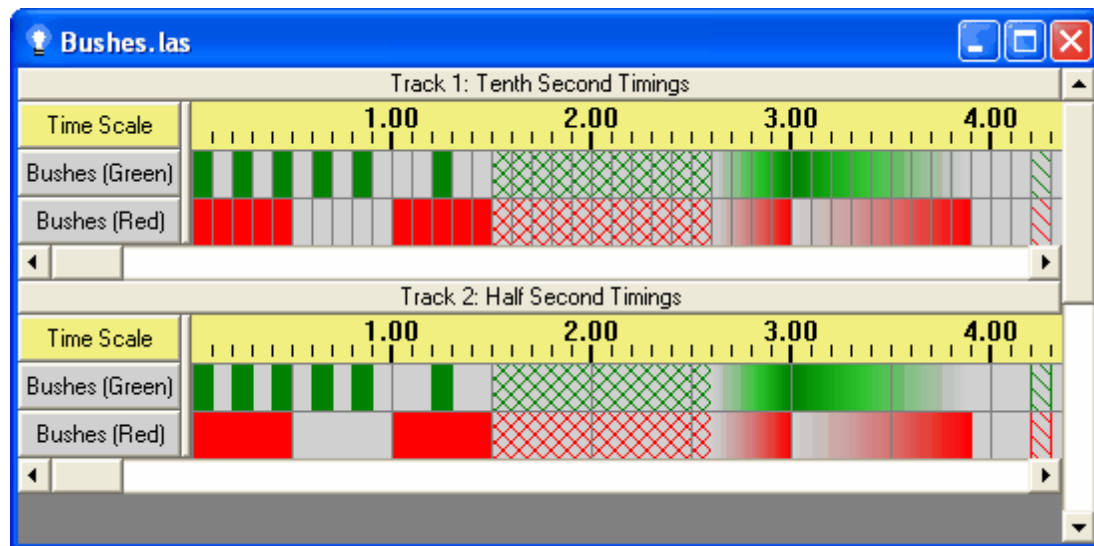 Bushes.las
Track 1: Tenth Second Timings
Time Scale 1.00 2.00 3.00 4.00
Bushes (Green)
Bushes (Red)
Track 2: Half Second Timings
Time Scale 1.00 2.00 3.00 4.00
Bushes (Green)
Bushes (Red)